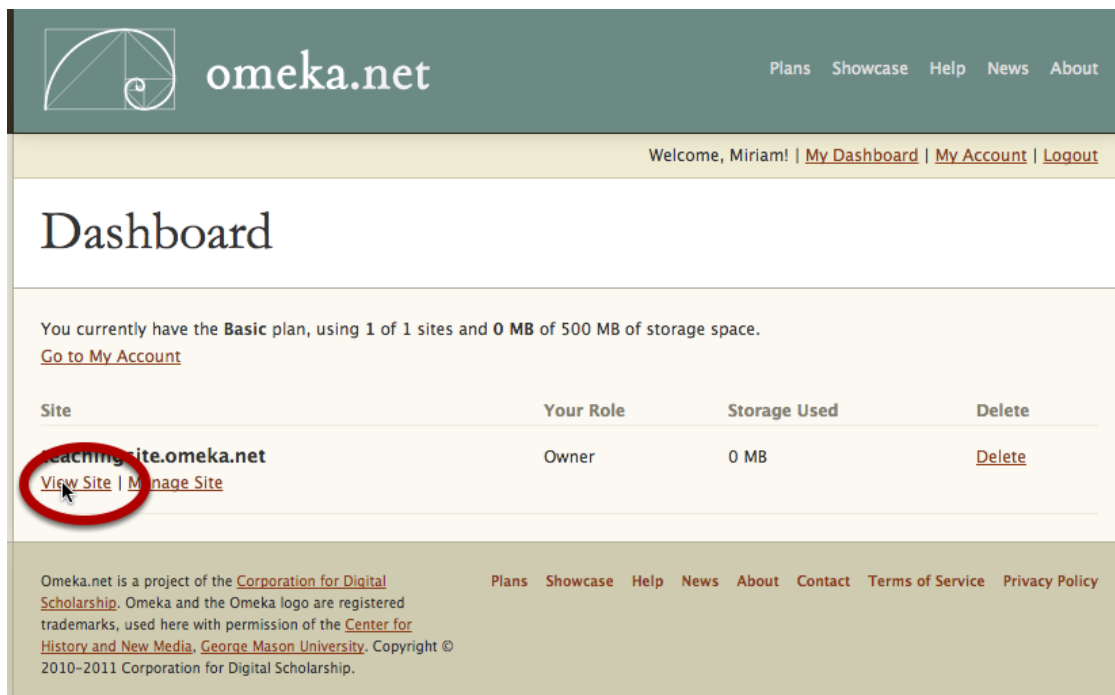 omeka.net
Plans Showcase Help News About
Welcome, Miriam! | My Dashboard | My Account | Logout
Dashboard
You currently have the Basic plan, using 1 of 1 sites and 0 MB of 500 MB of storage space.
Go to My Account
Site Your Role Storage Used Delete
teachingsite.omeka.net Owner 0 MB Delete
View Site | Manage Site
Omeka.net is a project of the Corporation for Digital
Scholarship. Omeka and the Omeka logo are registered
trademarks, used here with permission of the Center for
History and New Media, George Mason University. Copyright ©
2010–2011 Corporation for Digital Scholarship.
Plans Showcase Help News About Contact Terms of Service Privacy Policy